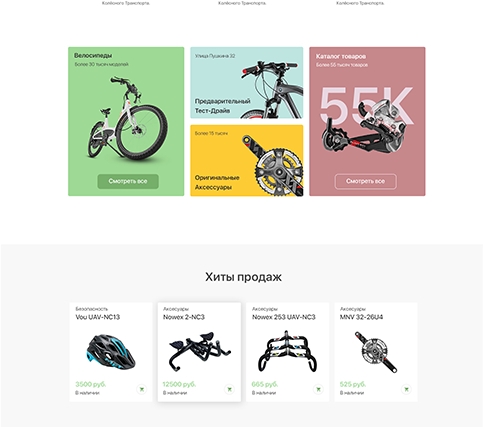 Колёсного Транспорта
Колёсного Транспорта
Колёсного Транспорта
Велосипеды
Более 30 тысяч моделей
Смотреть все
Улица Пушкина 32
Предварительный
Тест-Драйв
Более 15 тысяч
Оригинальные
Аксессуары
Каталог товаров
Более 55 тысяч товаров
55K
Смотреть все
Хиты продаж
Безопасность
Vou UAV-NC13
3500 руб.
В наличии
Аксессуары
Nowex 2-NC3
12500 руб.
В наличии
Аксессуары
Nowex 253 UAV-NC3
665 руб.
В наличии
Аксессуары
MNV 32-26U4
525 руб.
В наличии